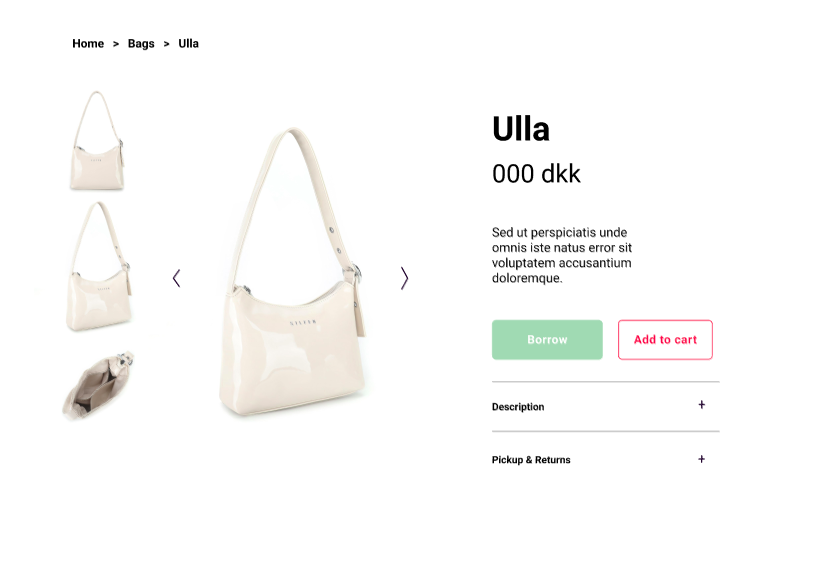 Home > Bags > Ulla
Ulla
000 dkk
Sed ut perspiciatis unde
omnis iste natus error sit
voluptatem accusantium
doloremque.
Borrow
Add to cart
Description +
Pickup & Returns +